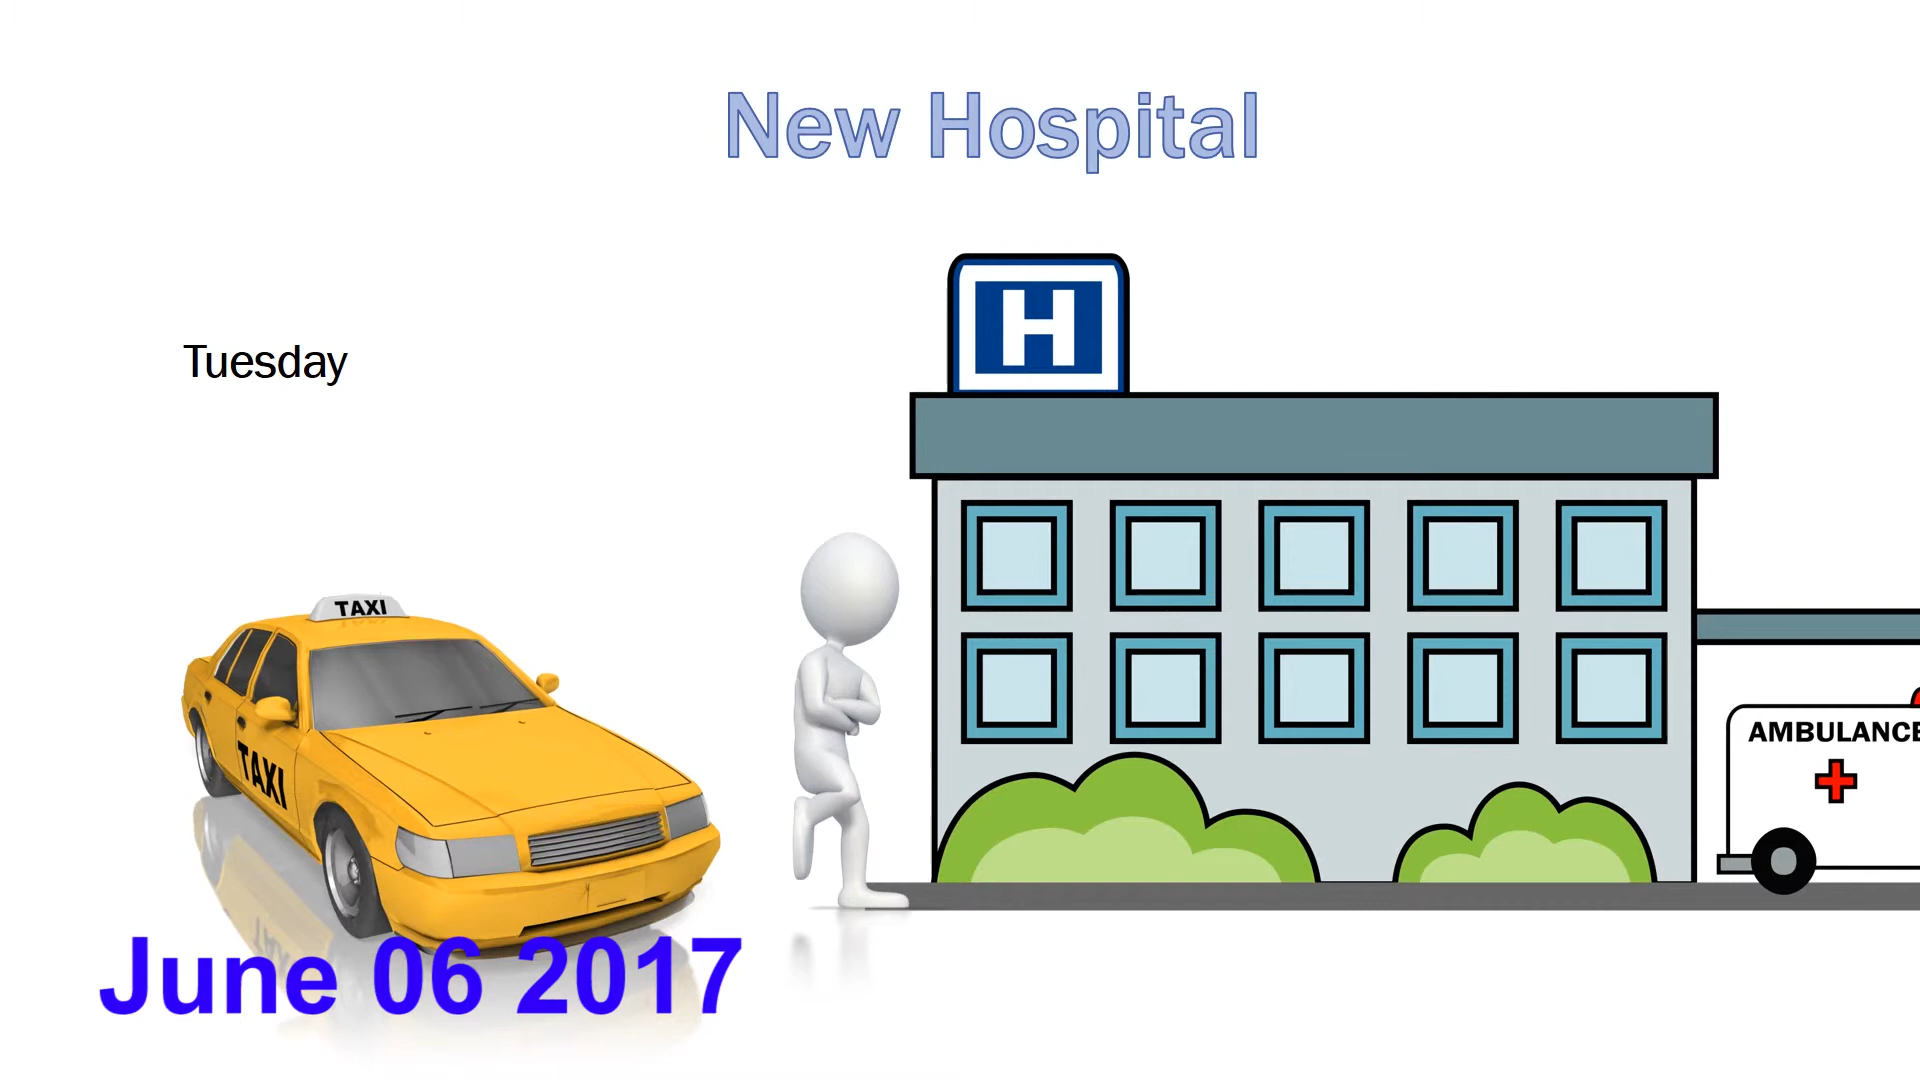 New Hospital
H
Tuesday
TAXI
TAXI
AMBULANCE
June 06 2017